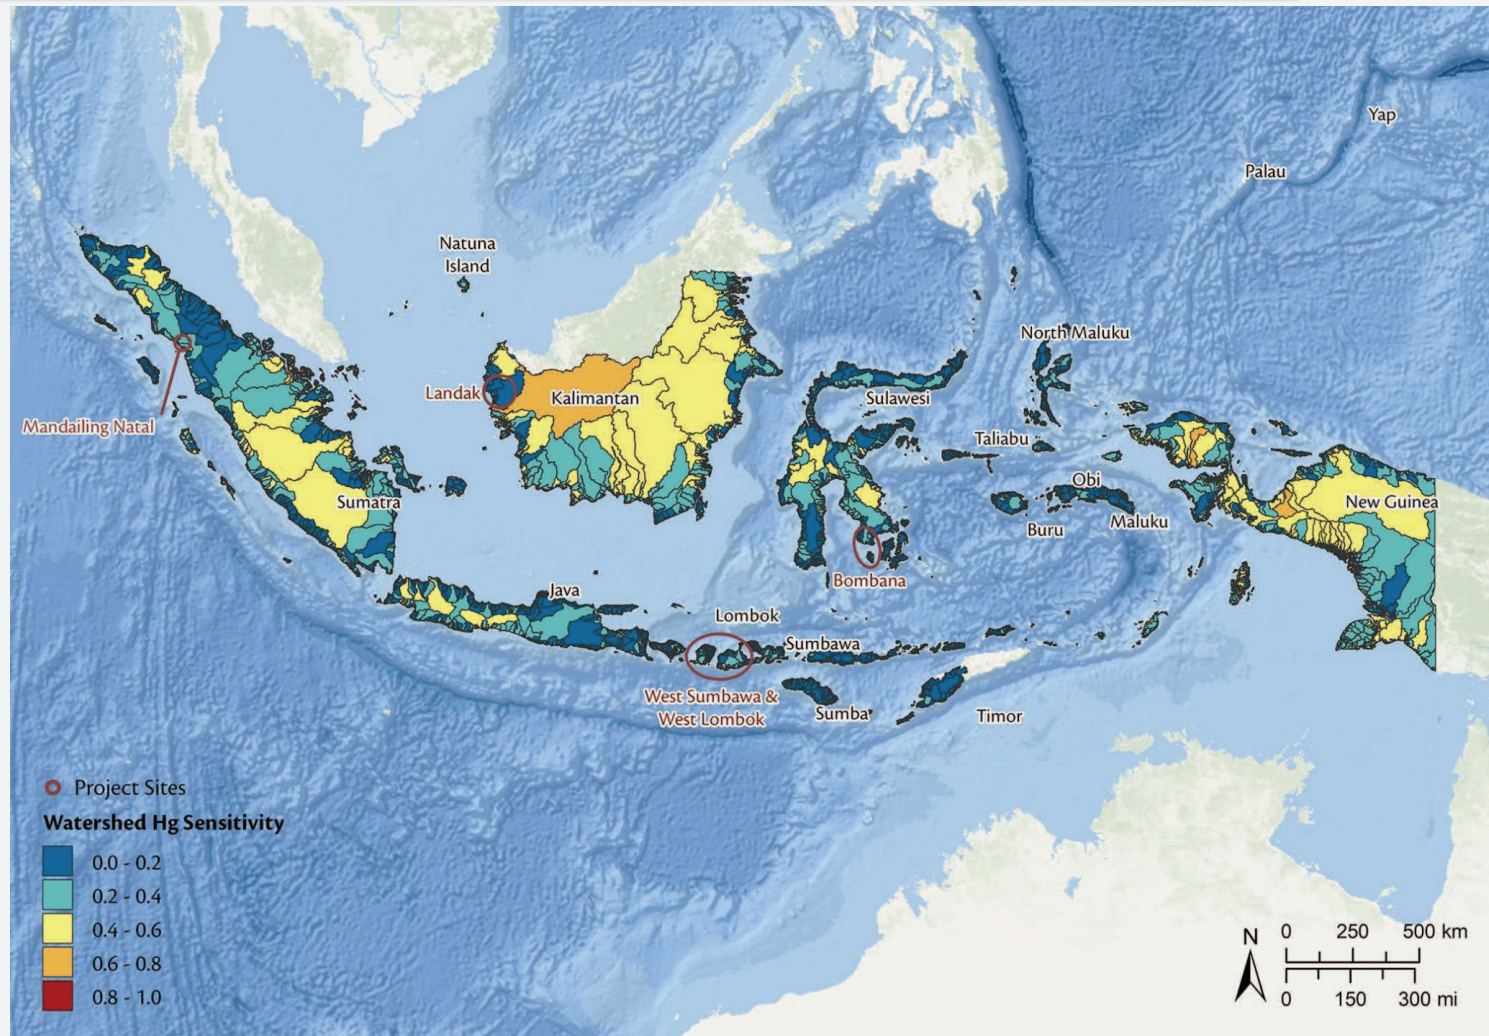 Yap
Palau
Natuna
Island
North Maluku
Landak
Kalimantan
Sulawesi
Mandailing Natal
Taliabu
Sumatra
Obi
New Guinea
Buru
Maluku
Bombana
Java
Lombok
Sumbawa
West Sumbawa &
West Lombok
Sumba
Timor
Project Sites
Watershed Hg Sensitivity
0.0 - 0.2
0.2 - 0.4
0.4 - 0.6
0.6 - 0.8
0.8 - 1.0
N
0 250 500 km
0 150 300 mi